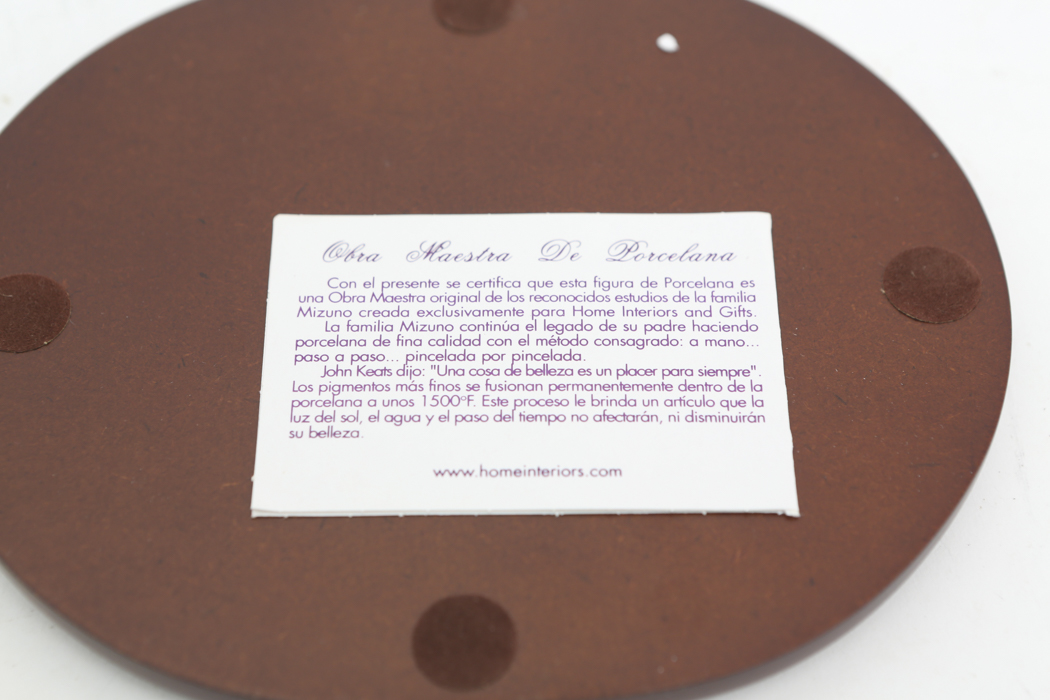 Obra Maestra De Porcelana
Con el presente se certifica que esta figura de Porcelana es
una Obra Maestra original de los reconocidos estudios de la familia
Mizuno creada exclusivamente para Home Interiors and Gifts.
La familia Mizuno continúa el legado de su padre haciendo
porcelana de fina calidad con el método consagrado: a mano...
paso a paso... pincelada por pincelada.
John Keats dijo: "Una cosa de belleza es un placer para siempre".
Los pigmentos más finos se fusionan permanentemente dentro de la
porcelana a unos 1500°F. Este proceso le brinda un artículo que la
luz del sol, el agua y el paso del tiempo no afectarán, ni disminuirán
su belleza.
www.homeinteriors.com